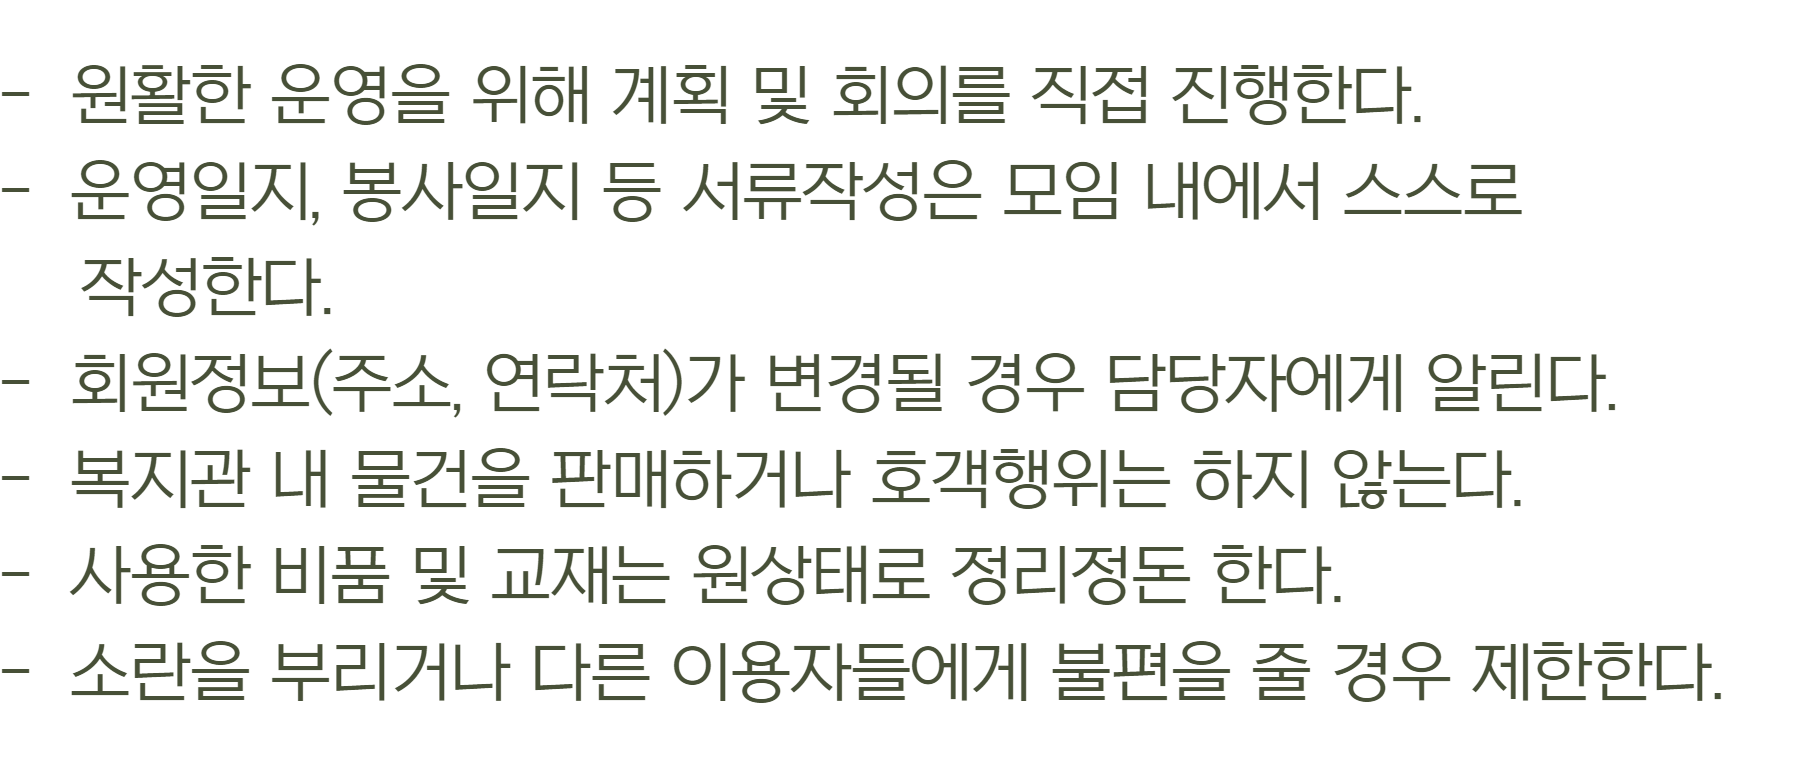 - 원활한 운영을 위해 계획 및 회의를 직접 진행한다.
- 운영일지, 봉사일지 등 서류작성은 모임 내에서 스스로
작성한다.
- 회원정보(주소, 연락처)가 변경될 경우 담당자에게 알린다.
- 복지관 내 물건을 판매하거나 호객행위는 하지 않는다.
- 사용한 비품 및 교재는 원상태로 정리정돈 한다.
- 소란을 부리거나 다른 이용자들에게 불편을 줄 경우 제한한다.